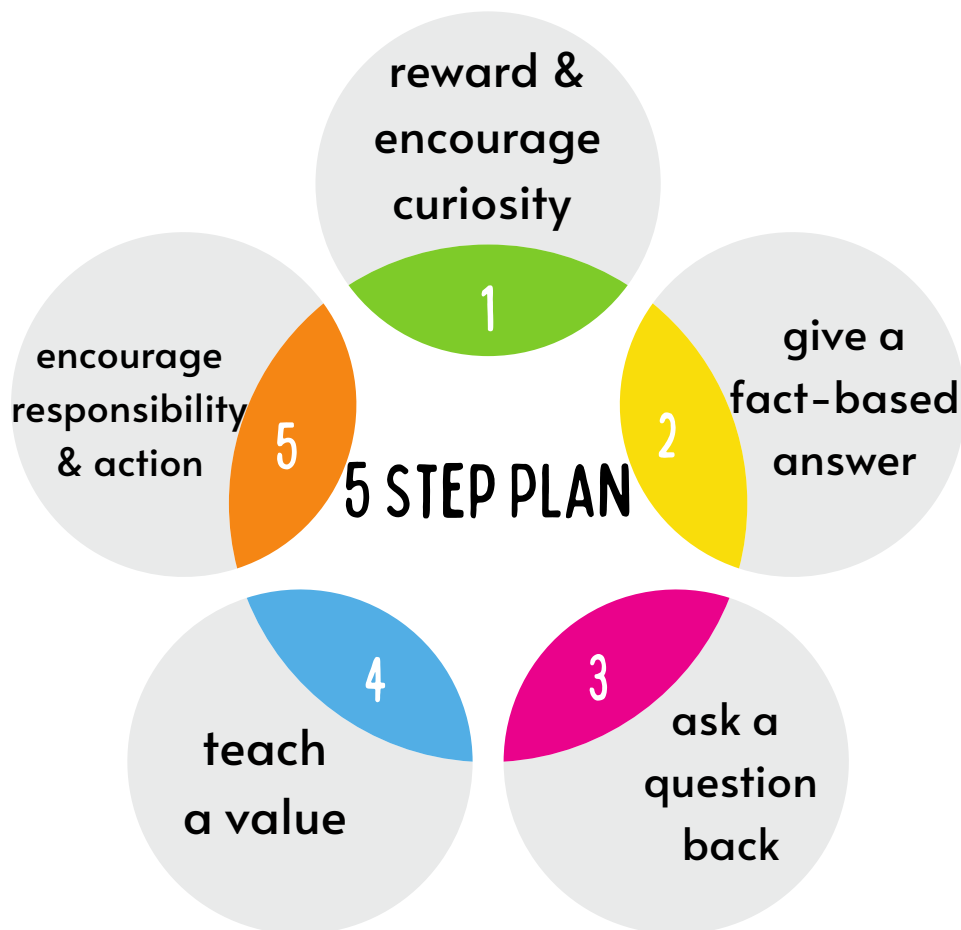 reward &
encourage
curiosity
1
give a
fact-based
answer
2
ask a
question
back
3
teach
a value
4
encourage
responsibility
& action
5
5 STEP PLAN